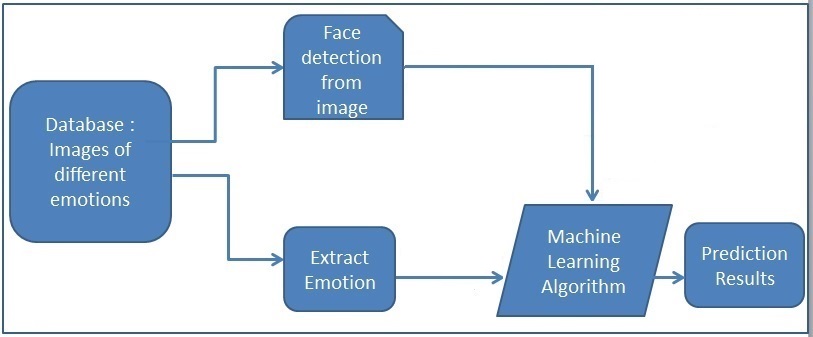 Face
detection
from
image
Database :
Images of
different
emotions
Extract
Emotion
Machine
Learning
Algorithm
Prediction
Results